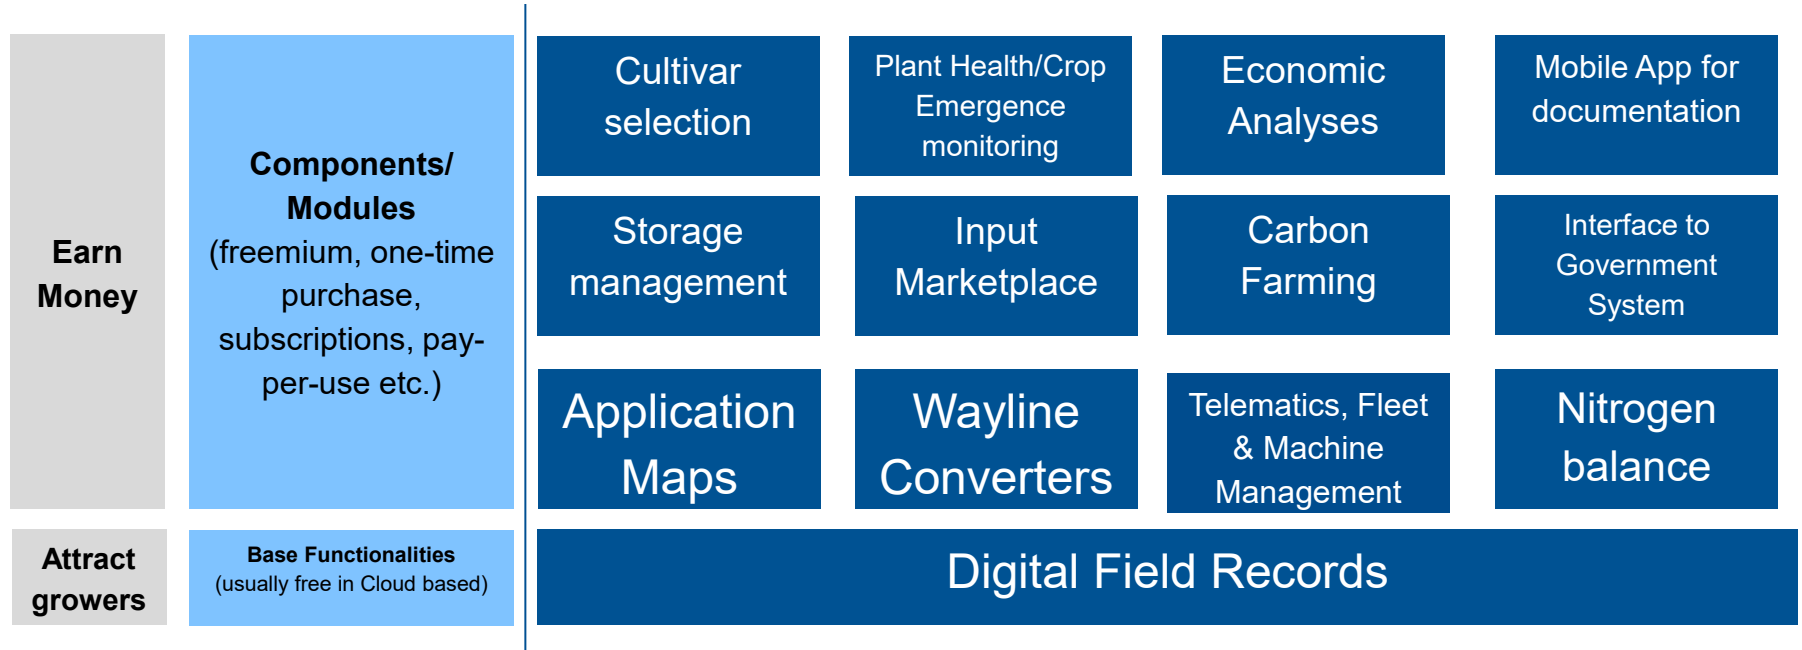 Earn
Money
Components/
Modules
(freemium, one-time
purchase,
subscriptions, pay-
per-use etc.)
Cultivar
selection
Plant Health/Crop
Emergence
monitoring
Economic
Analyses
Mobile App for
documentation
Storage
management
Input
Marketplace
Carbon
Farming
Interface to
Government
System
Application
Maps
Wayline
Converters
Telematics, Fleet
& Machine
Management
Nitrogen
balance
Attract
growers
Base Functionalities
(usually free in Cloud based)
Digital Field Records